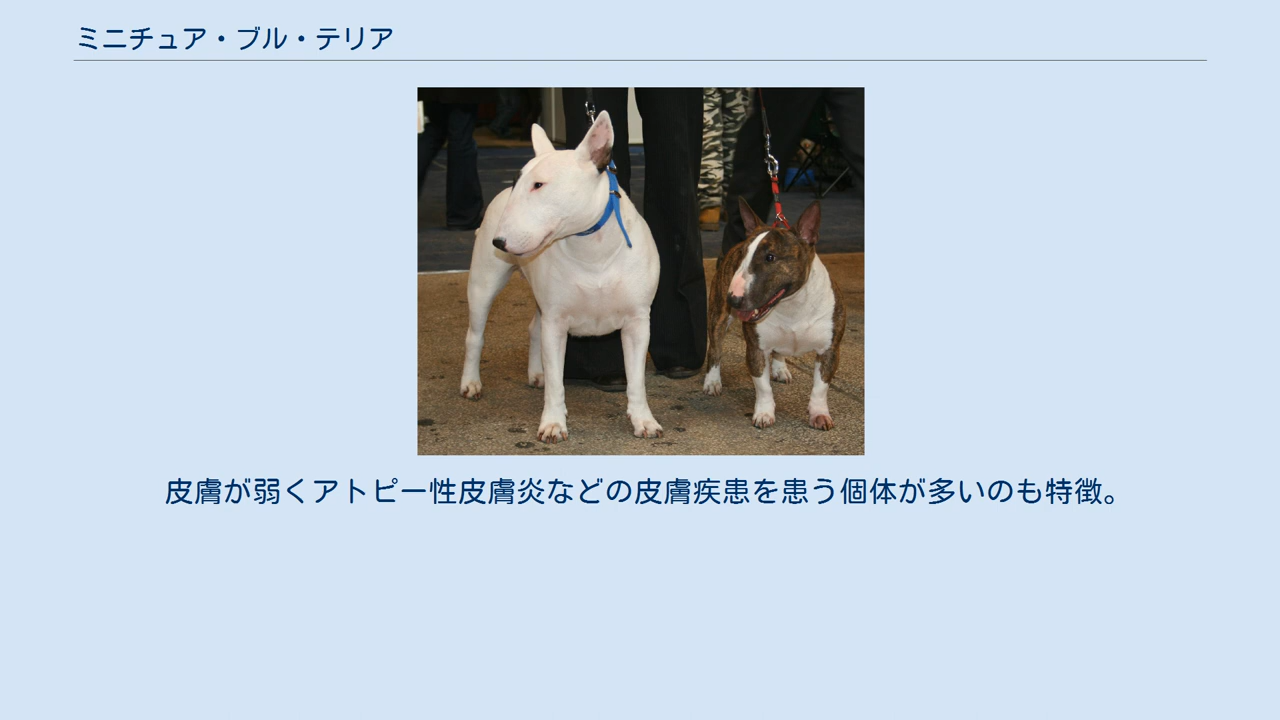 ミニチュア・ブル・テリア
皮膚が弱くアトピー性皮膚炎などの皮膚疾患を患う個体が多いのも特徴。